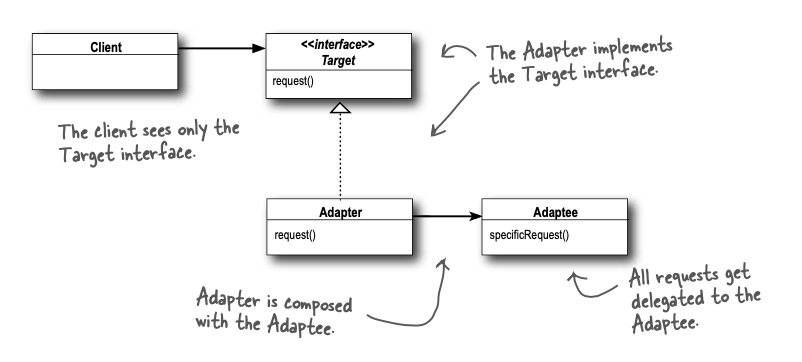 Client
<<interface>>
Target
request()
The Adapter implements
the Target interface.
The client sees only the
Target interface.
Adapter
request()
Adaptee
specificRequest()
Adapter is composed
with the Adaptee.
All requests get
delegated to the
Adaptee.